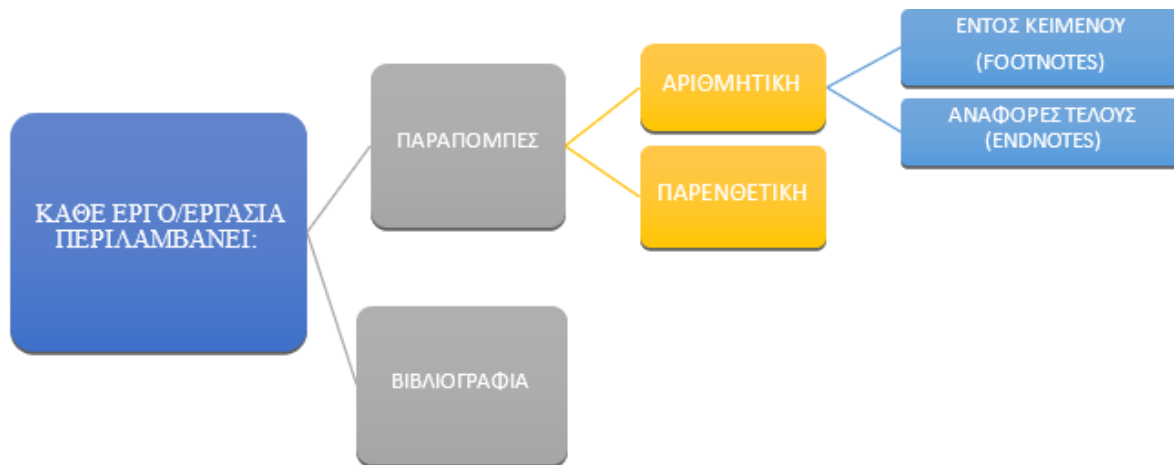 ΚΑΘΕ ΕΡΓΟ/ΕΡΓΑΣΙΑ
ΠΕΡΙΛΑΜΒΑΝΕΙ:
ΠΑΡΑΠΟΜΠΕΣ
ΑΡΙΘΜΗΤΙΚΗ
ΕΝΤΟΣ ΚΕΙΜΕΝΟΥ
(FOOTNOTES)
ΑΝΑΦΟΡΕΣ ΤΕΛΟΥΣ
(ENDNOTES)
ΠΑΡΕΝΘΕΤΙΚΗ
ΒΙΒΛΙΟΓΡΑΦΙΑ